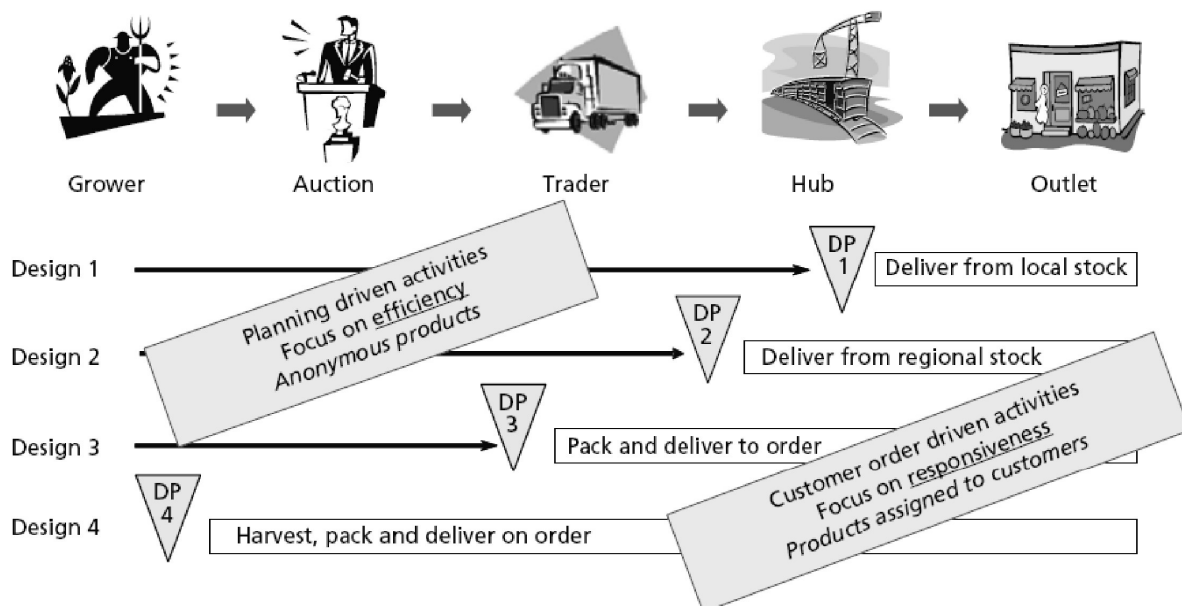 Grower
Auction
Trader
Hub
Outlet
Design 1
DP
1
Deliver from local stock
Planning driven activities
Focus on efficiency
Anonymous products
Design 2
DP
2
Deliver from regional stock
Design 3
DP
3
Pack and deliver to order
Customer order driven activities
Focus on responsiveness
Products assigned to customers
Design 4
DP
4
Harvest, pack and deliver on order